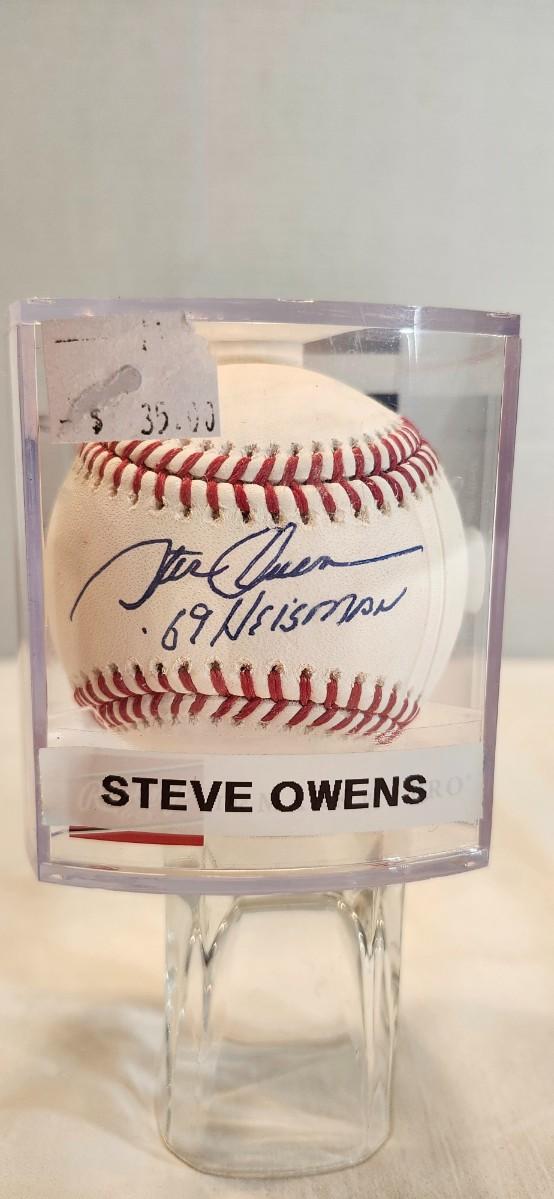 $ 35.00
Steve Owens
'69 HEISMAN
STEVE OWENS